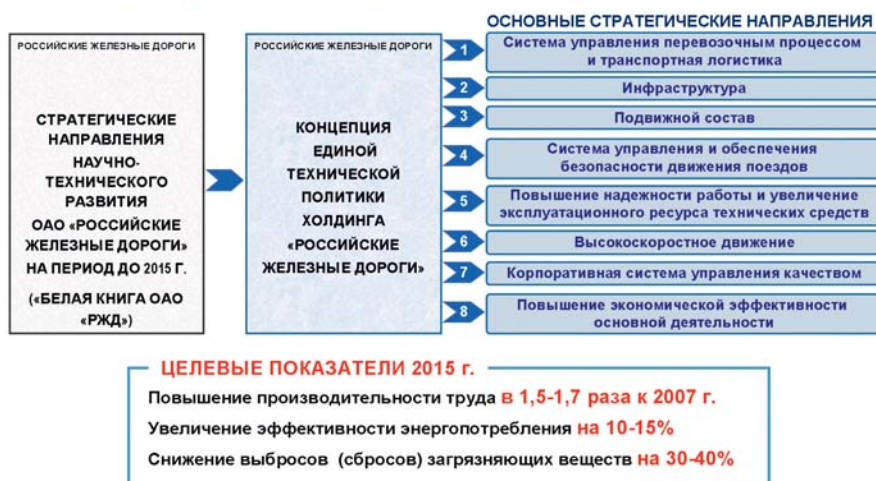 РОССИЙСКИЕ ЖЕЛЕЗНЫЕ ДОРОГИ
СТРАТЕГИЧЕСКИЕ
НАПРАВЛЕНИЯ
НАУЧНО-
ТЕХНИЧЕСКОГО
РАЗВИТИЯ
ОАО «РОССИЙСКИЕ
ЖЕЛЕЗНЫЕ ДОРОГИ»
НА ПЕРИОД ДО 2015 Г.
(«БЕЛАЯ КНИГА ОАО
«РЖД»)
РОССИЙСКИЕ ЖЕЛЕЗНЫЕ ДОРОГИ
КОНЦЕПЦИЯ
ЕДИНОЙ
ТЕХНИЧЕСКОЙ
ПОЛИТИКИ
ХОЛДИНГА
«РОССИЙСКИЕ
ЖЕЛЕЗНЫЕ ДОРОГИ»
ОСНОВНЫЕ СТРАТЕГИЧЕСКИЕ НАПРАВЛЕНИЯ
1 Система управления перевозочным процессом
и транспортная логистика
2 Инфраструктура
3 Подвижной состав
4 Система управления и обеспечения
безопасности движения поездов
5 Повышение надежности работы и увеличение
эксплуатационного ресурса технических средств
6 Высокоскоростное движение
7 Корпоративная система управления качеством
8 Повышение экономической эффективности
основной деятельности
ЦЕЛЕВЫЕ ПОКАЗАТЕЛИ 2015 г.
Повышение производительности труда в 1,5-1,7 раза к 2007 г.
Увеличение эффективности энергопотребления на 10-15%
Снижение выбросов (сбросов) загрязняющих веществ на 30-40%